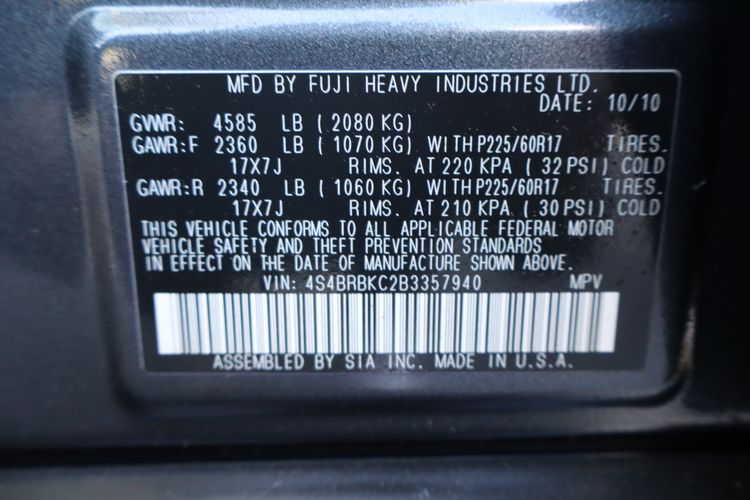 MFD BY FUJI HEAVY INDUSTRIES LTD.
DATE: 10/10
GVWR: 4585 LB ( 2080 KG)
GAWR:F 2360 LB ( 1070 KG) WITH P225/60R17 TIRES.
17X7J RIMS. AT 220 KPA ( 32 PSI) COLD
GAWR:R 2340 LB ( 1060 KG) WITH P225/60R17 TIRES.
17X7J RIMS. AT 210 KPA ( 30 PSI) COLD
THIS VEHICLE CONFORMS TO ALL APPLICABLE FEDERAL MOTOR
VEHICLE SAFETY AND THEFT PREVENTION STANDARDS
IN EFFECT ON THE DATE OF MANUFACTURE SHOWN ABOVE.
VIN: 4S4BRBKC2B3357940 MPV
ASSEMBLED BY SIA INC. MADE IN U.S.A.